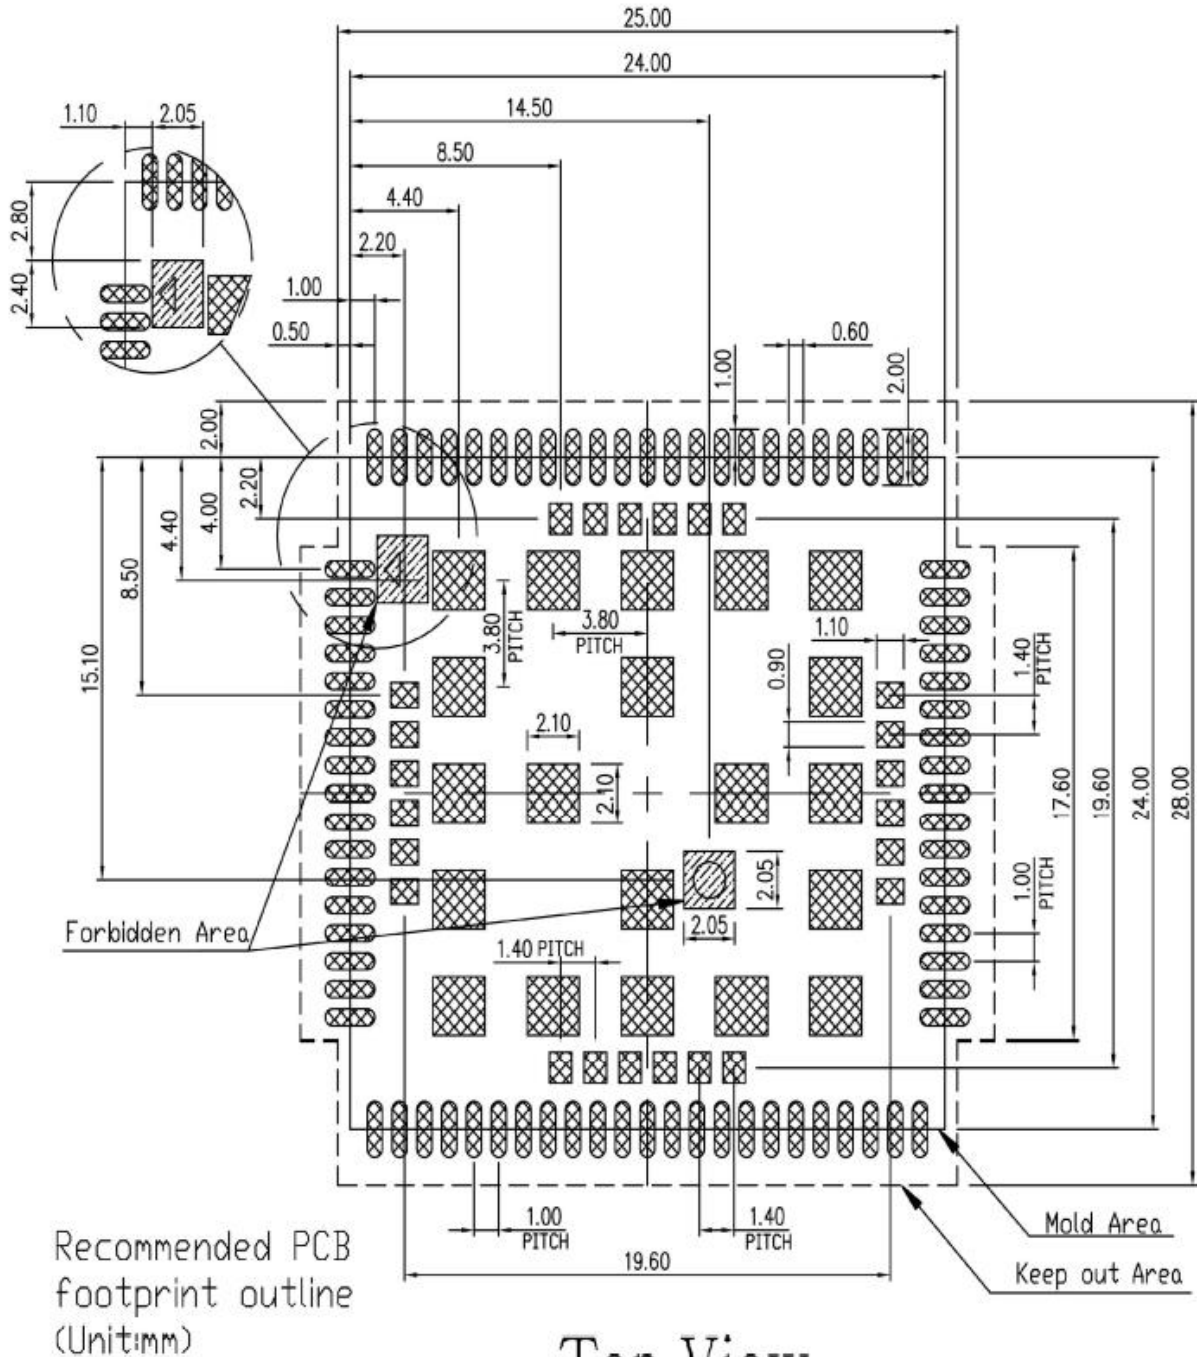 25.00
24.00
14.50
1.10
2.05
8.50
4.40
2.80
2.20
2.40
1.00
0.50
0.60
1.00
2.00
2.00
2.20
4.00
4.40
8.50
15.10
3.80
PITCH
3.80
PITCH
1.10
0.90
1.40
PITCH
2.10
2.10
17.60
19.60
24.00
28.00
2.05
2.05
1.00
PITCH
Forbidden Area
1.40 PITCH
1.00
PITCH
1.40
PITCH
19.60
Mold Area
Keep out Area
Recommended PCB
footprint outline
(Unit:mm)
Top View